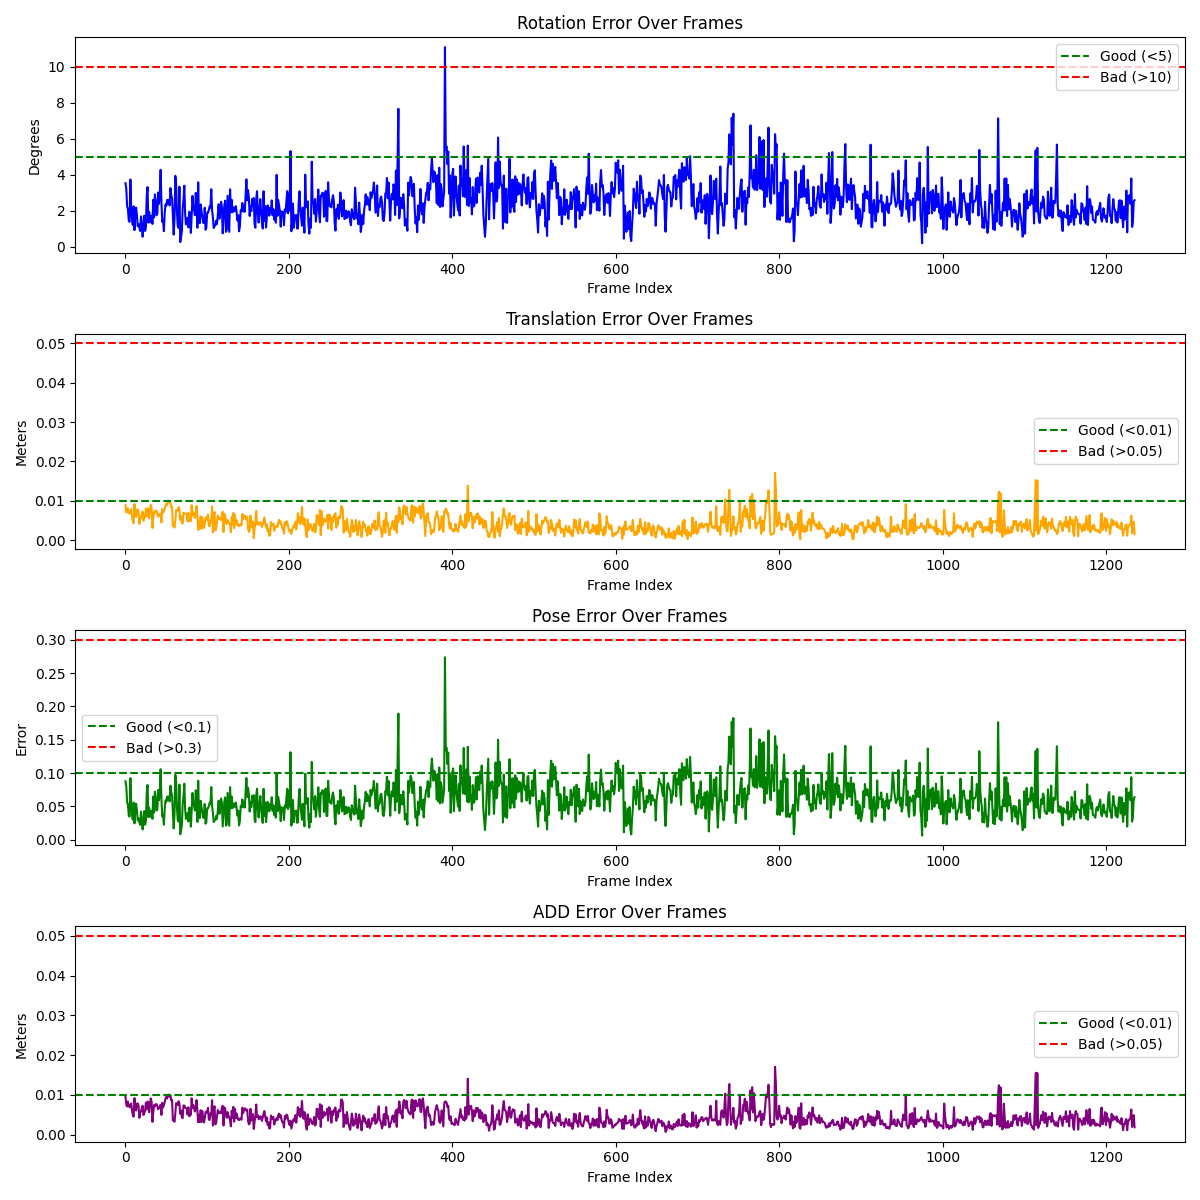 Rotation Error Over Frames
Degrees
10
8
6
4
2
0
Good (<5)
Bad (>10)
0 200 400 600 800 1000 1200
Frame Index
Translation Error Over Frames
Meters
0.05
0.04
0.03
0.02
0.01
0.00
Good (<0.01)
Bad (>0.05)
0 200 400 600 800 1000 1200
Frame Index
Pose Error Over Frames
Error
0.30
0.25
0.20
0.15
0.10
0.05
0.00
Good (<0.1)
Bad (>0.3)
0 200 400 600 800 1000 1200
Frame Index
ADD Error Over Frames
Meters
0.05
0.04
0.03
0.02
0.01
0.00
Good (<0.01)
Bad (>0.05)
0 200 400 600 800 1000 1200
Frame Index